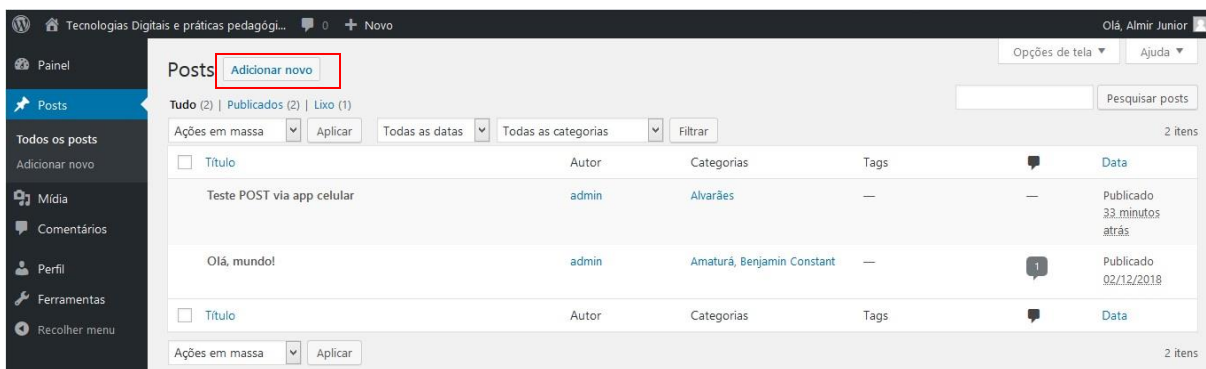 Tecnologias Digitais e práticas pedagógi... 0 + Novo Olá, Almir Junior
Painel
Posts
Todos os posts
Adicionar novo
Mídia
Comentários
Perfil
Ferramentas
Recolher menu
Opções de tela ▼ Ajuda ▼
Posts Adicionar novo
Tudo (2) | Publicados (2) | Lixo (1) Pesquisar posts
Ações em massa Aplicar Todas as datas Todas as categorias Filtrar 2 itens
Título Autor Categorias Tags Data
Teste POST via app celular admin Alvarães — — Publicado
33 minutos
atrás
Olá, mundo! admin Amaturá, Benjamin Constant — 1 Publicado
02/12/2018
Título Autor Categorias Tags Data
Ações em massa Aplicar 2 itens